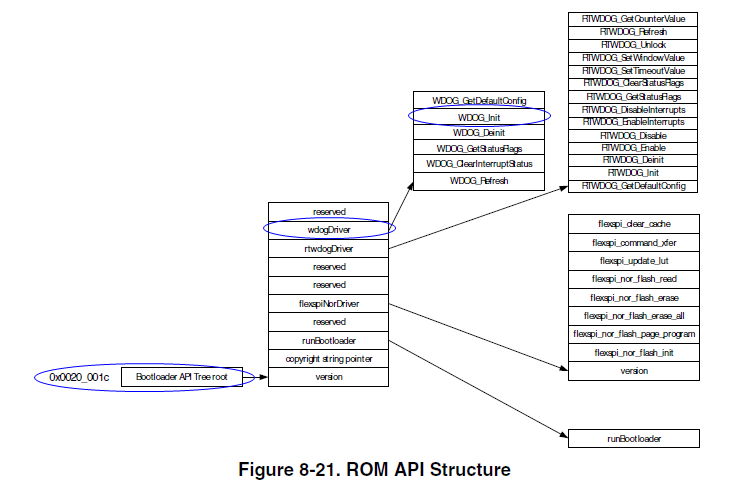 RTWDOG_GetCounterValue
RTWDOG_Refresh
RTWDOG_Unlock
RTWDOG_SetWindowValue
RTWDOG_SetTimeoutValue
RTWDOG_ClearStatusFlags
RTWDOG_GetStatusFlags
RTWDOG_DisableInterrupts
RTWDOG_EnableInterrupts
RTWDOG_Disable
RTWDOG_Enable
RTWDOG_Deinit
RTWDOG_Init
RTWDOG_GetDefaultConfig
WDOG_GetDefaultConfig
WDOG_Init
WDOG_Deinit
WDOG_GetStatusFlags
WDOG_ClearInterruptStatus
WDOG_Refresh
reserved
wdogDriver
rtwdogDriver
reserved
reserved
flexspiNorDriver
reserved
runBootloader
copyright string pointer
version
0x0020_001c
Bootloader API Tree root
flexspi_clear_cache
flexspi_command_xfer
flexspi_update_lut
flexspi_nor_flash_read
flexspi_nor_flash_erase
flexspi_nor_flash_erase_all
flexspi_nor_flash_page_program
flexspi_nor_flash_init
version
runBootloader
Figure 8-21. ROM API Structure